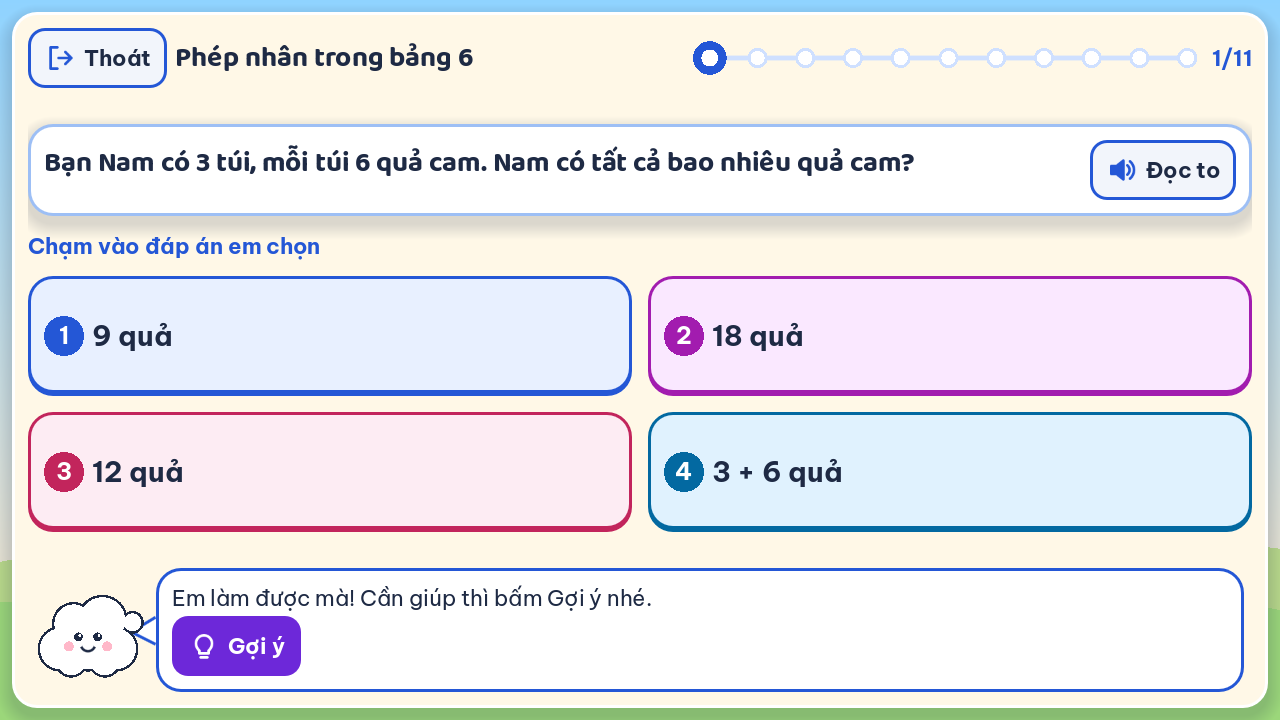 Thoát
Phép nhân trong bảng 6
1/11
Bạn Nam có 3 túi, mỗi túi 6 quả cam. Nam có tất cả bao nhiêu quả cam?
Đọc to
Chạm vào đáp án em chọn
1 9 quả
2 18 quả
3 12 quả
4 3 + 6 quả
Em làm được mà! Cần giúp thì bấm Gợi ý nhé.
Gợi ý